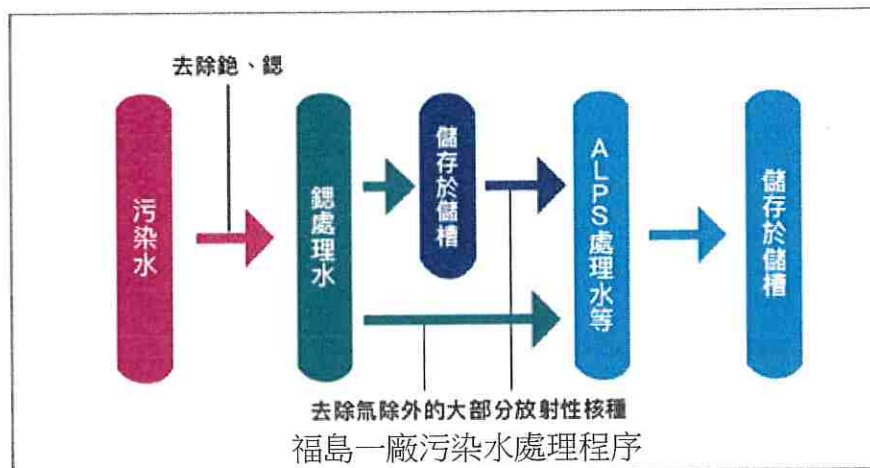 去除銫、鍶
污染水
鍶處理水
儲存於儲槽
ALPS處理水等
儲存於儲槽
去除氚除外的大部分放射性核種
福島一廠污染水處理程序